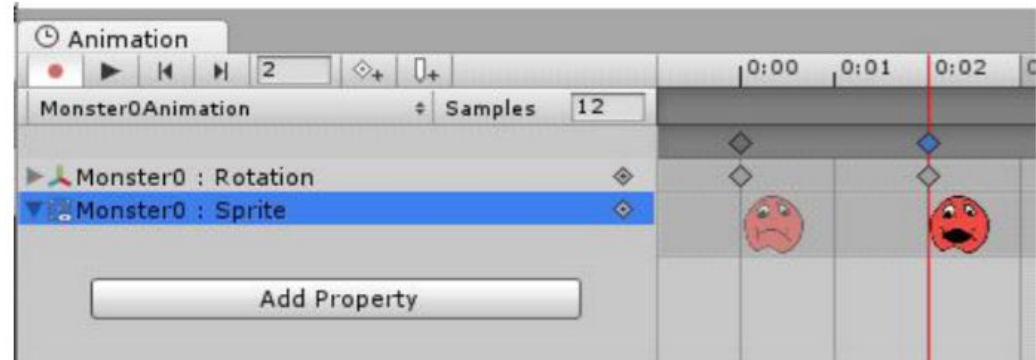 Animation
2 0:00 0:01 0:02
Monster0Animation Samples 12
Monster0 : Rotation
Monster0 : Sprite
Add Property